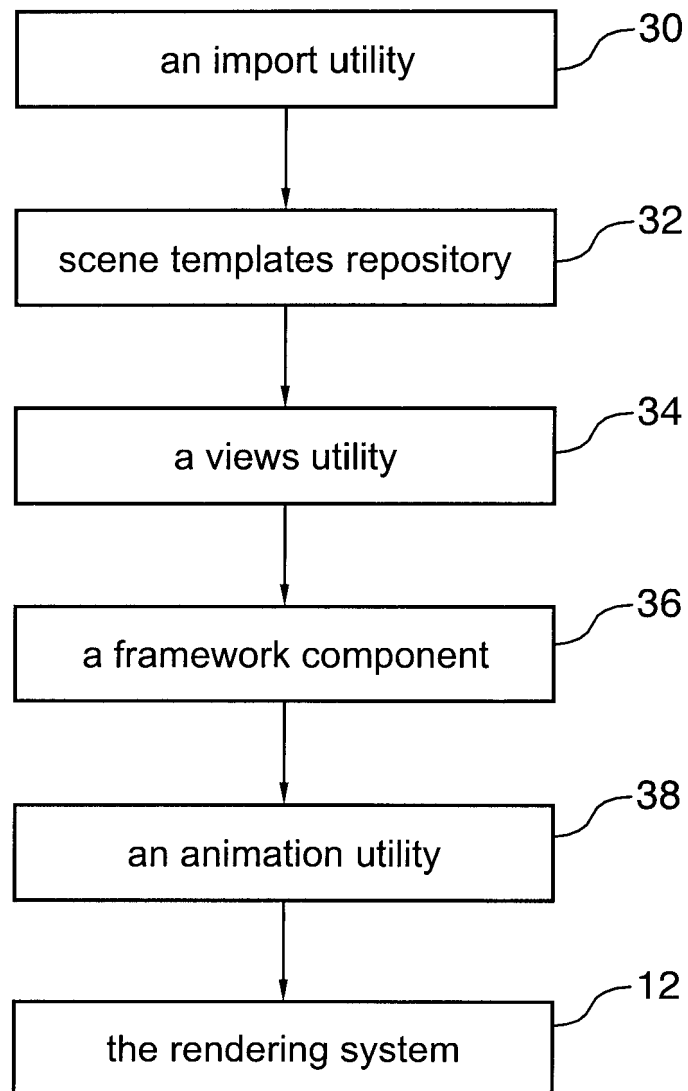 an import utility
30
scene templates repository
32
a views utility
34
a framework component
36
an animation utility
38
the rendering system
12